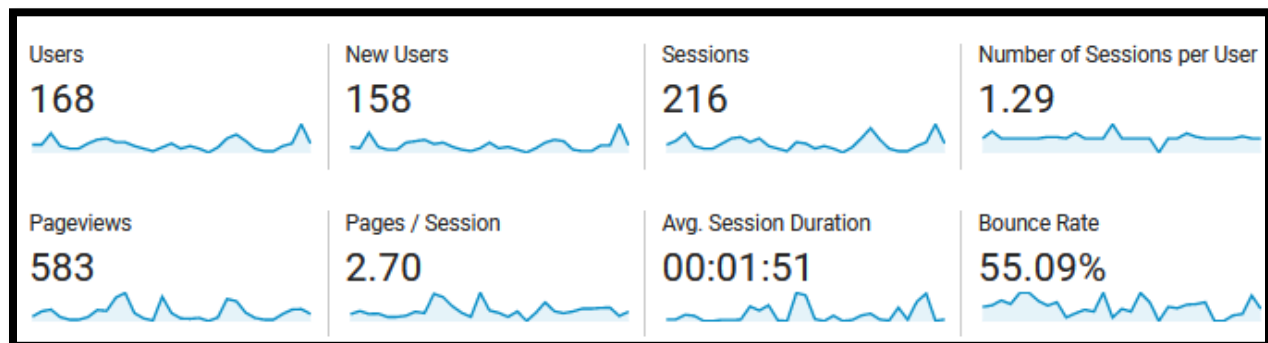 Users
168
New Users
158
Sessions
216
Number of Sessions per User
1.29
Pageviews
583
Pages / Session
2.70
Avg. Session Duration
00:01:51
Bounce Rate
55.09%